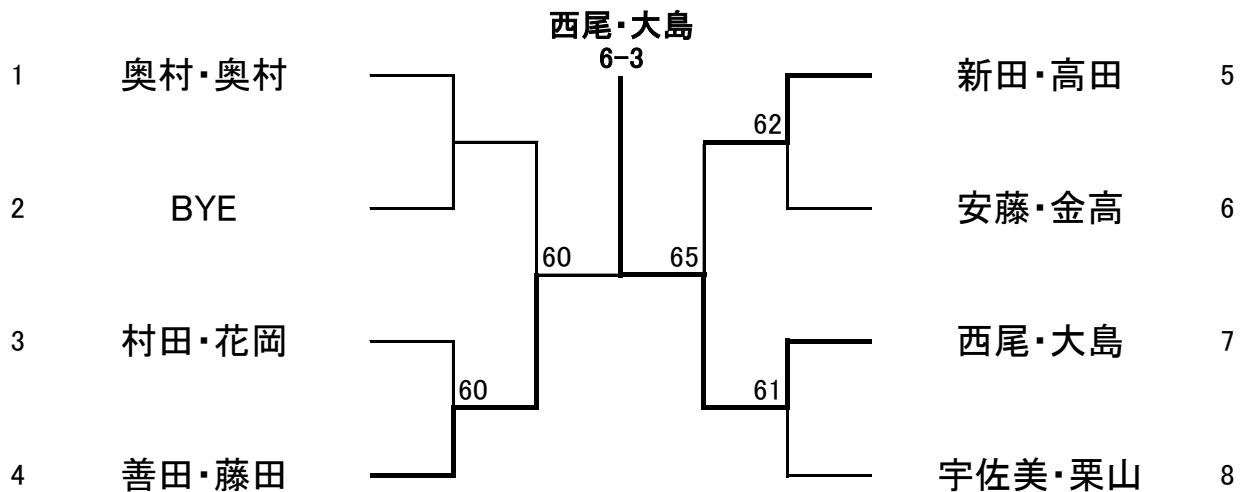 西尾・大島
6-3
1 奥村・奥村
新田・高田 5
62
2 BYE
安藤・金高 6
60
65
3 村田・花岡
西尾・大島 7
60
61
4 善田・藤田
宇佐美・栗山 8